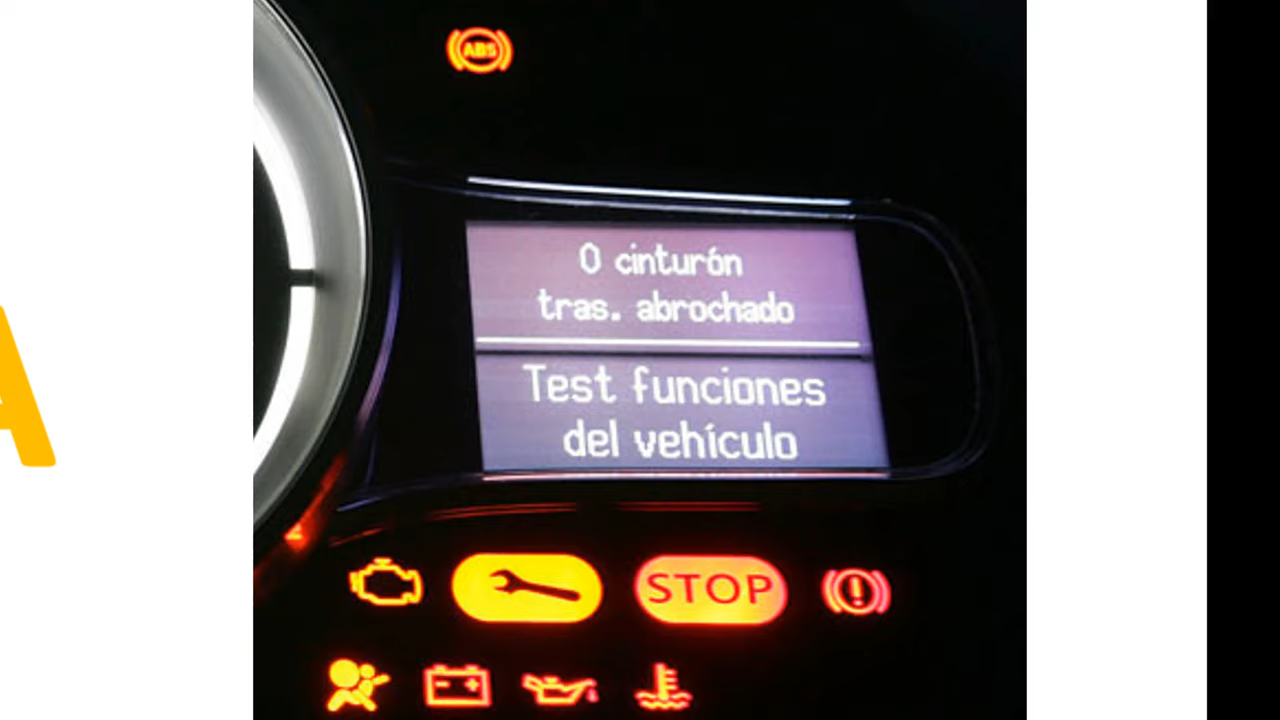 A
ABS
0 cinturón
tras. abrochado
Test funciones
del vehículo
STOP